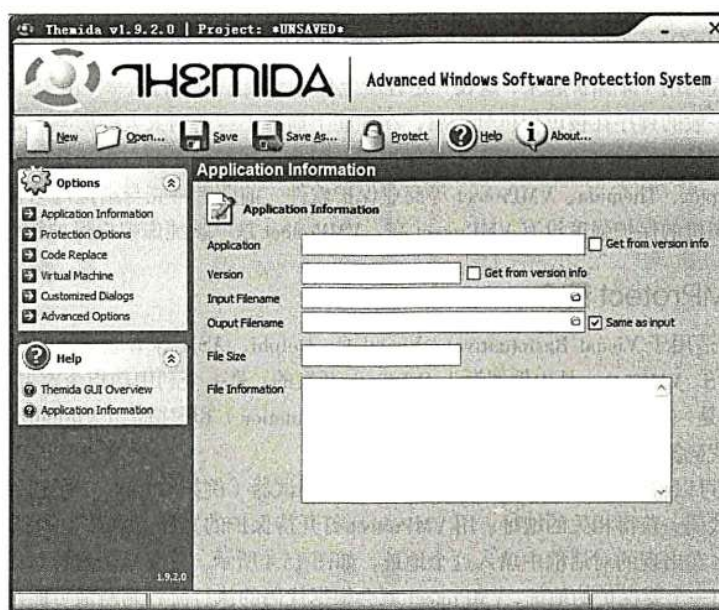 Themida v1.9.2.0 | Project: *UNSAVED*
THEMIDA
Advanced Windows Software Protection System
New Open... Save Save As... Protect Help About...
Options
Application Information
Protection Options
Code Replace
Virtual Machine
Customized Dialogs
Advanced Options
Help
Themida GUI Overview
Application Information
1.9.2.0
Application Information
Application Information
Application
Get from version info
Version
Get from version info
Input Filename
Ouput Filename
Same as input
File Size
File Information